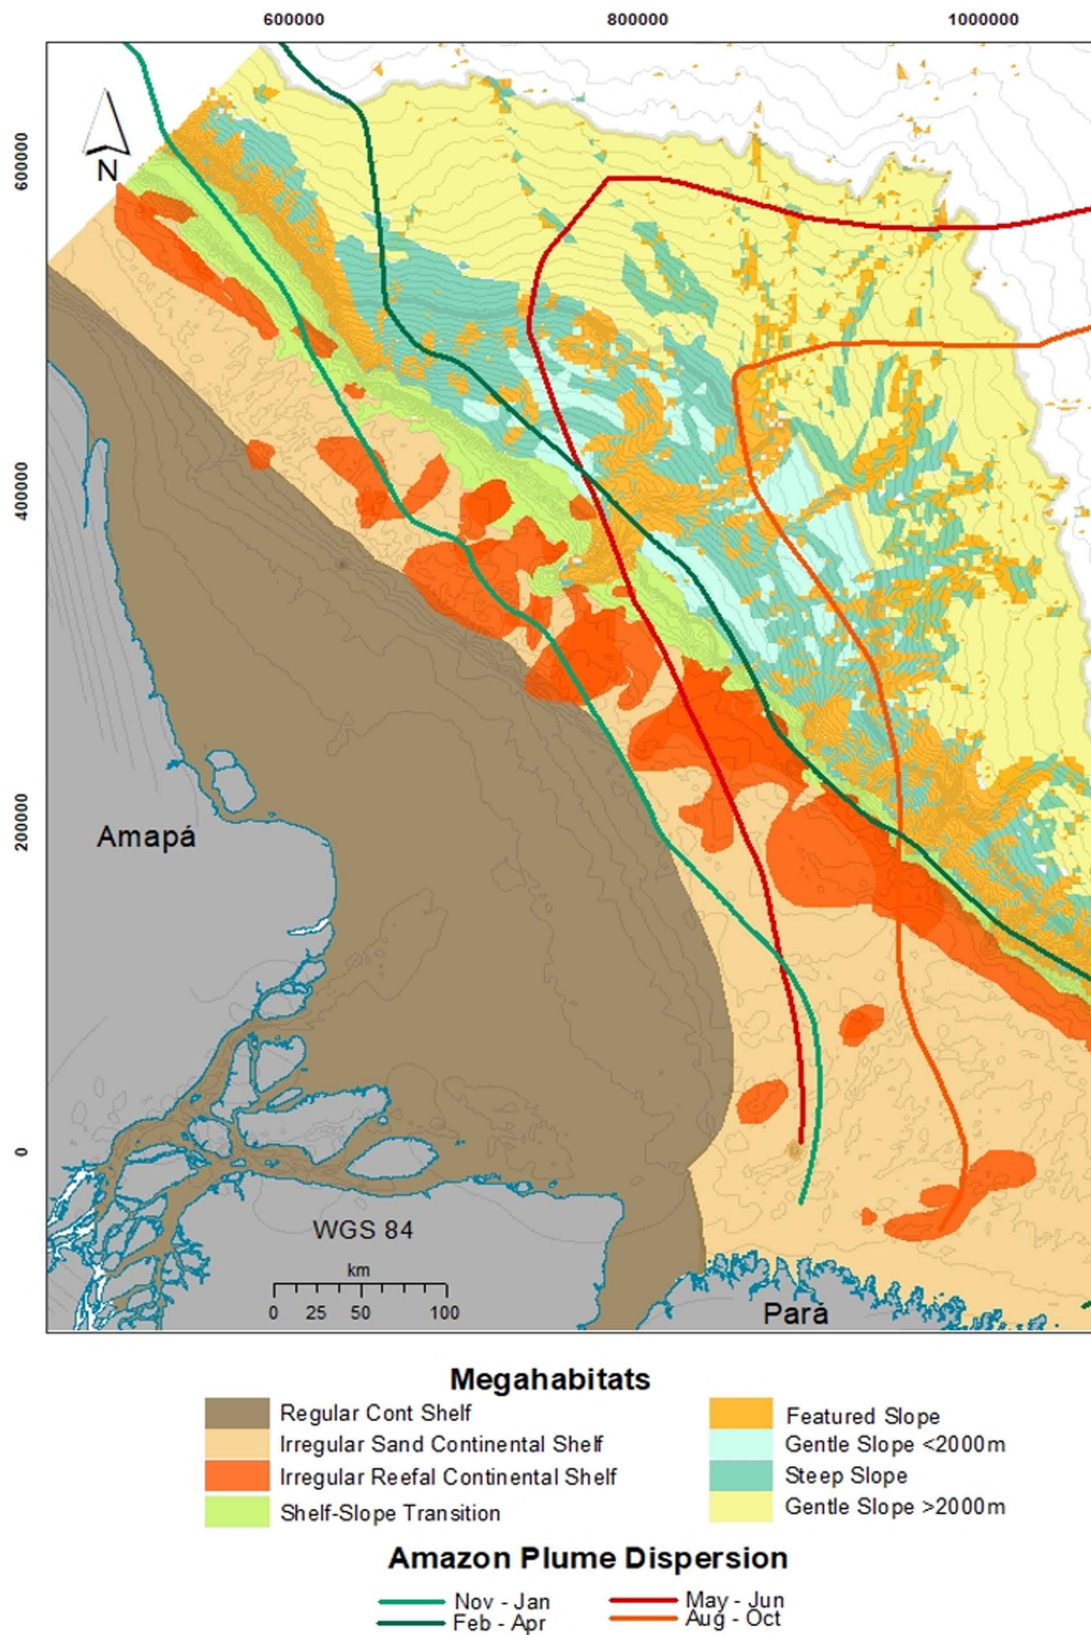 600000 800000 1000000
600000
N
400000
200000
Amapá
0
WGS 84
km
0 25 50 100
Pará
Megahabitats
Regular Cont Shelf
Irregular Sand Continental Shelf
Irregular Reefal Continental Shelf
Shelf-Slope Transition
Featured Slope
Gentle Slope <2000m
Steep Slope
Gentle Slope >2000m
Amazon Plume Dispersion
Nov - Jan
Feb - Apr
May - Jun
Aug - Oct